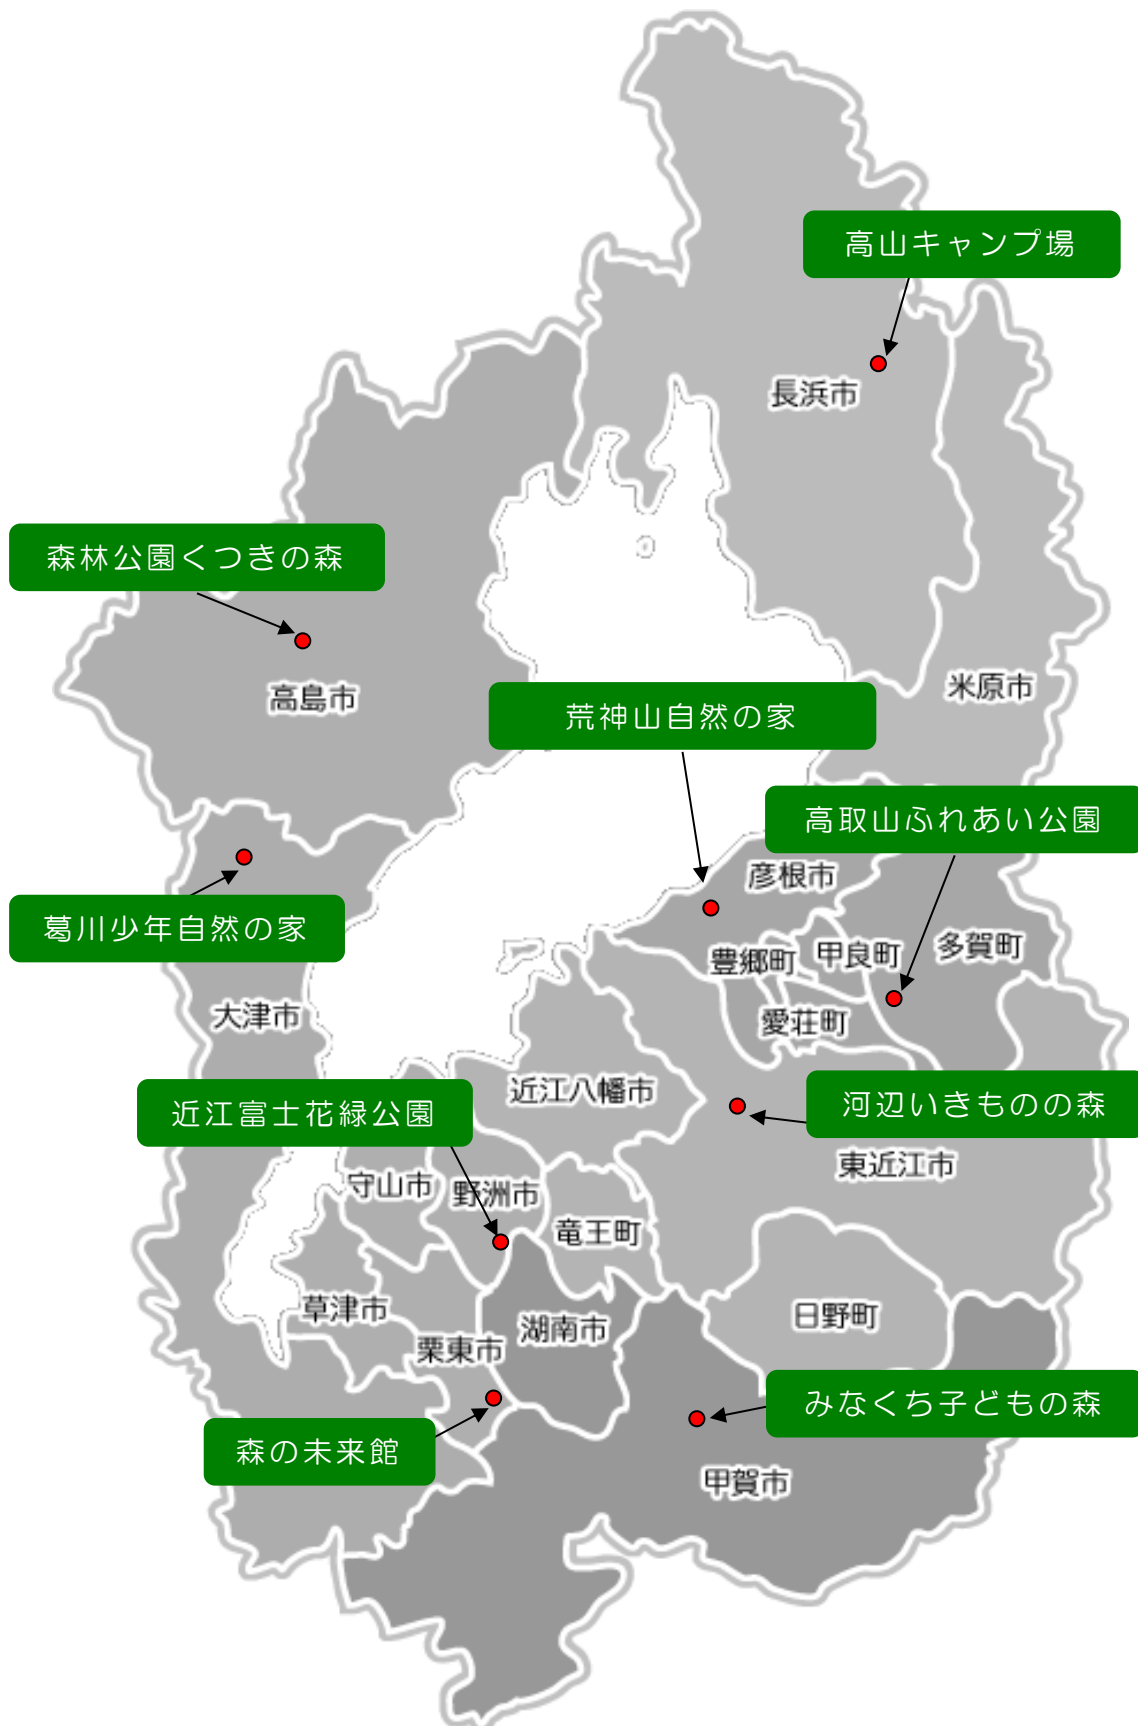 高山キャンプ場
長浜市
森林公園くつきの森
高島市
米原市
荒神山自然の家
高取山ふれあい公園
彦根市
葛川少年自然の家
豊郷町
甲良町
多賀町
大津市
愛荘町
近江八幡市
河辺いきものの森
近江富士花緑公園
東近江市
守山市
野洲市
竜王町
草津市
湖南市
日野町
栗東市
みなくち子どもの森
森の未来館
甲賀市